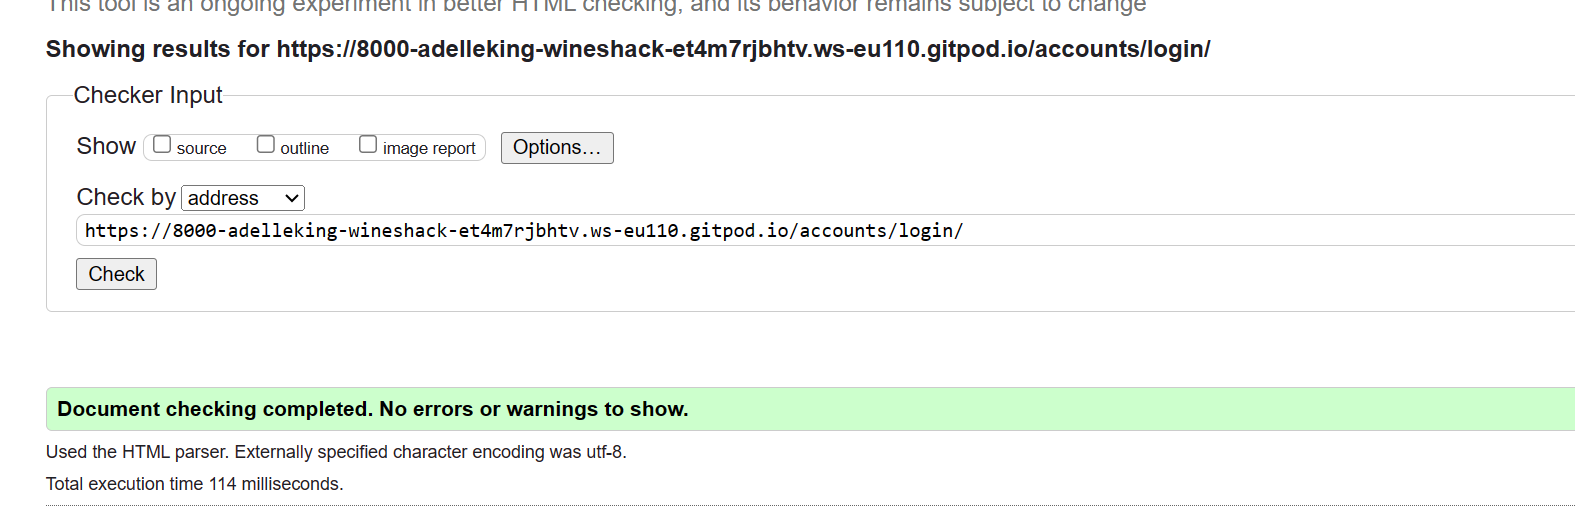 This tool is an ongoing experiment in better HTML checking, and its behavior remains subject to change
Showing results for https://8000-adelleking-wineshack-et4m7rjbhtv.ws-eu110.gitpod.io/accounts/login/
Checker Input
Show source outline image report Options...
Check by address
https://8000-adelleking-wineshack-et4m7rjbhtv.ws-eu110.gitpod.io/accounts/login/
Check
Document checking completed. No errors or warnings to show.
Used the HTML parser. Externally specified character encoding was utf-8.
Total execution time 114 milliseconds.